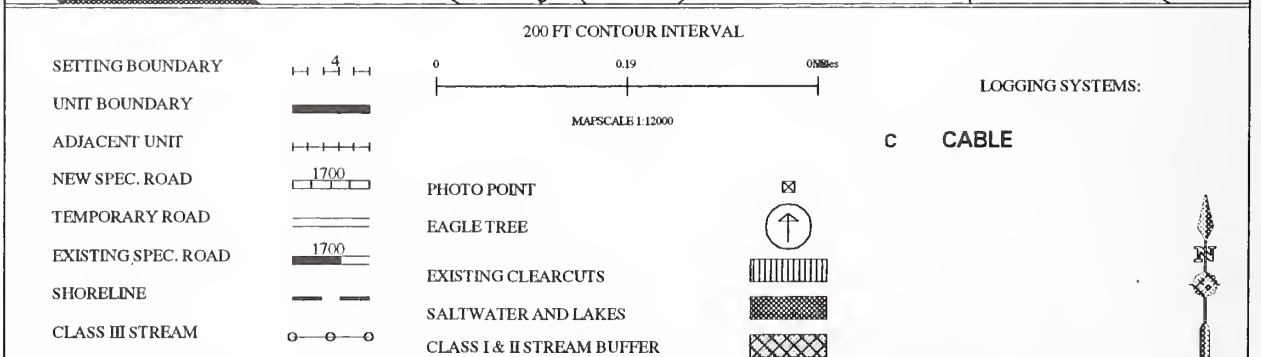 200 FT CONTOUR INTERVAL
SETTING BOUNDARY 4
UNIT BOUNDARY
ADJACENT UNIT
NEW SPEC. ROAD 1700
TEMPORARY ROAD
EXISTING SPEC. ROAD 1700
SHORELINE
CLASS III STREAM
0 0.19
MAPSCALE 1:12000
PHOTO POINT
EAGLE TREE
EXISTING CLEARCUTS
SALTWATER AND LAKES
CLASS I & II STREAM BUFFER
LOGGING SYSTEMS:
C CABLE
N